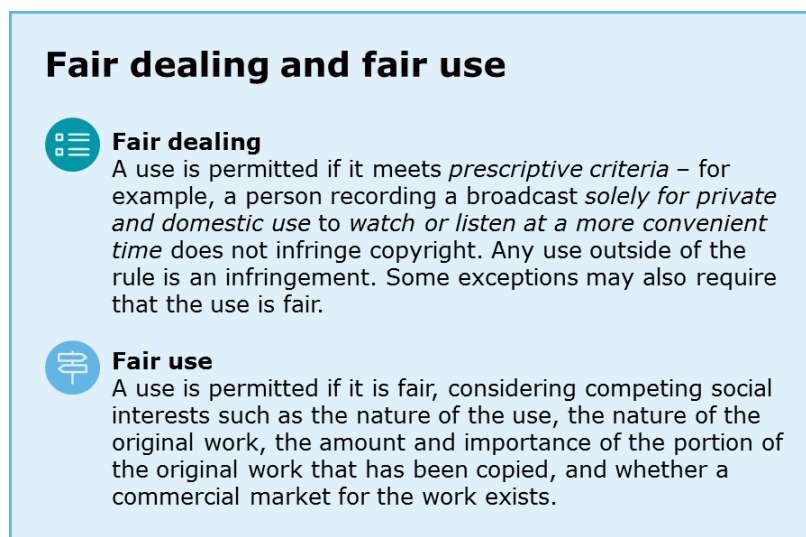 Fair dealing and fair use
Fair dealing
A use is permitted if it meets prescriptive criteria – for
example, a person recording a broadcast solely for private
and domestic use to watch or listen at a more convenient
time does not infringe copyright. Any use outside of the
rule is an infringement. Some exceptions may also require
that the use is fair.
Fair use
A use is permitted if it is fair, considering competing social
interests such as the nature of the use, the nature of the
original work, the amount and importance of the portion of
the original work that has been copied, and whether a
commercial market for the work exists.